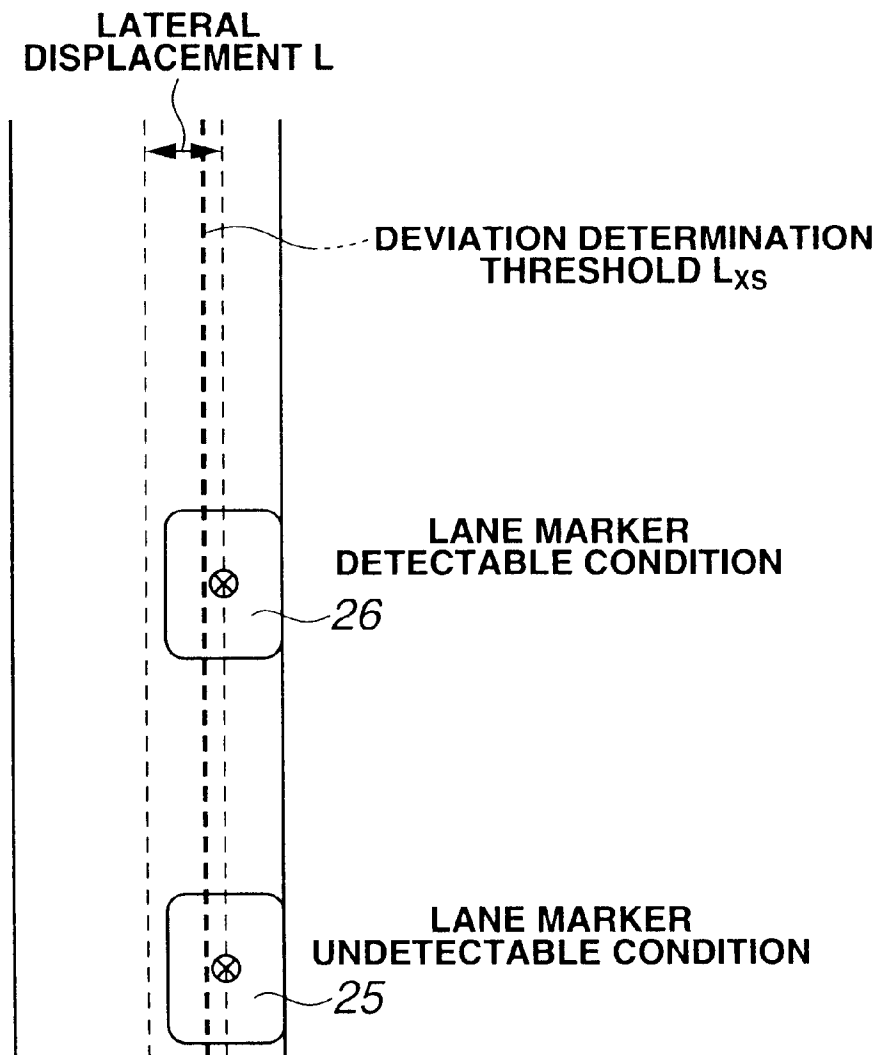 LATERAL
DISPLACEMENT L
DEVIATION DETERMINATION
THRESHOLD LXS
LANE MARKER
DETECTABLE CONDITION
26
LANE MARKER
UNDETECTABLE CONDITION
25